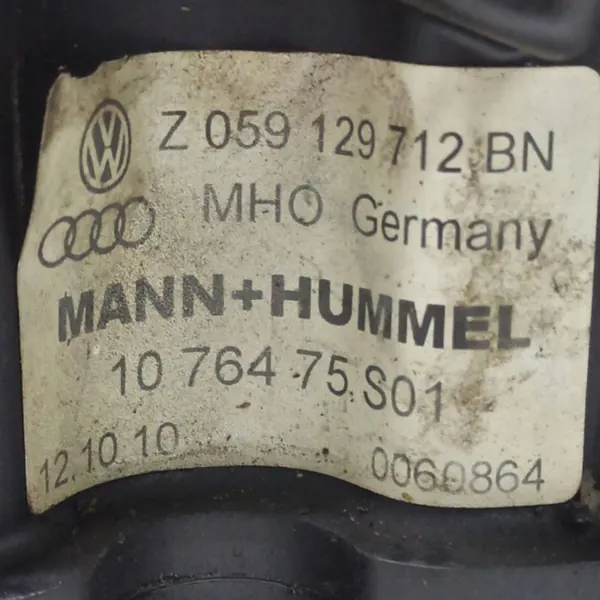 Z 059 129 712 BN
MHO Germany
MANN+HUMMEL
10 764 75 S01
12.10.10 0060864